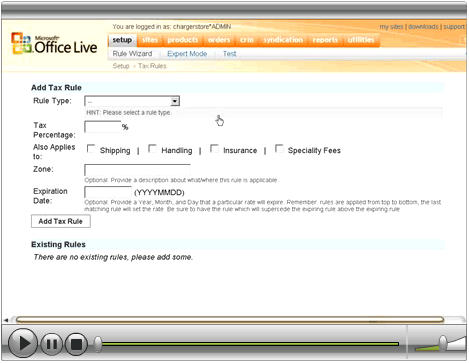 You are logged in as: chargerstore*ADMIN
my sites | downloads | support
Microsoft
Office Live
setup sites products orders crm syndication reports utilities
Rule Wizard | Expert Mode | Test
Setup - Tax Rules
Add Tax Rule
Rule Type: --
HINT: Please select a rule type.
Tax
Percentage: %
Also Applies
to: Shipping | Handling | Insurance | Speciality Fees
Zone:
Optional. Provide a description about what/where this rule is applicable.
Expiration
Date: (YYYYMMDD)
Optional. Provide a Year, Month, and Day that a particular rate will expire. Remember: rules are applied from top to bottom, the last
matching rule will set the rate. Be sure to have the rule which will supercede the expiring rule above the expiring rule
Add Tax Rule
Existing Rules
There are no existing rules, please add some.